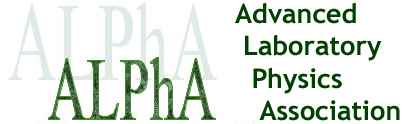 ALPhA
ALPhA
Advanced
Laboratory
Physics
Association